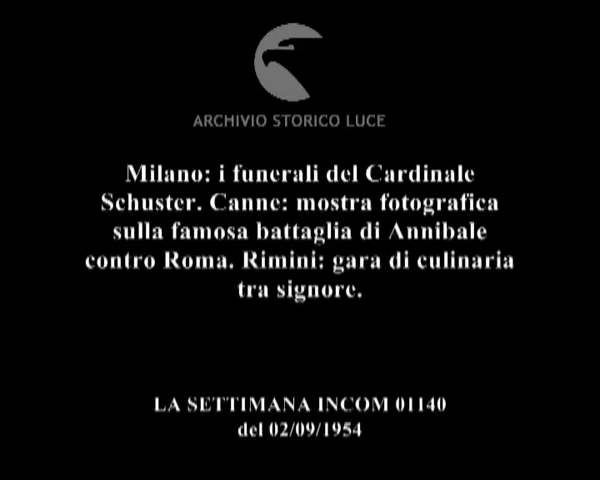 ARCHIVIO STORICO LUCE
Milano: i funerali del Cardinale
Schuster. Canne: mostra fotografica
sulla famosa battaglia di Annibale
contro Roma. Rimini: gara di culinaria
tra signore.
LA SETTIMANA INCOM 01140
del 02/09/1954